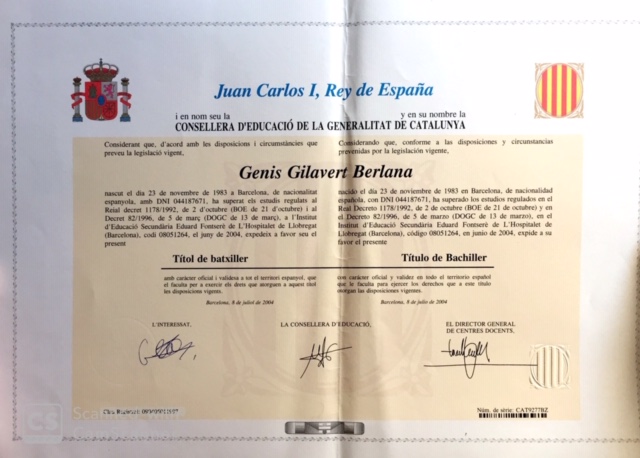 Juan Carlos I, Rey de España
i en nom seu la y en su nombre la
CONSELLERA D'EDUCACIÓ DE LA GENERALITAT DE CATALUNYA
Considerant que, d'acord amb les disposicions i circumstàncies que
preveu la legislació vigent,
Considerando que, conforme a las disposiciones y circunstancias
prevenidas por la legislación vigente,
Genis Gilavert Berlana
nascut el dia 23 de novembre de 1983 a Barcelona, de nacionalitat
espanyola, amb DNI 044187671, ha superat els estudis regulats al
Reial decret 1178/1992, de 2 d'octubre (BOE de 21 d'octubre) i al
Decret 82/1996, de 5 de març (DOGC de 13 de març), a l'Institut
d'Educació Secundària Eduard Fontserè de L'Hospitalet de Llobregat
(Barcelona), codi 08051264, el juny de 2004, expedeix a favor seu el
present
nacido el día 23 de noviembre de 1983 en Barcelona, de nacionalidad
española, con DNI 044187671, ha superado los estudios regulados en el
Real Decreto 1178/1992, de 2 de octubre (BOE de 21 de octubre) y en
el Decreto 82/1996, de 5 de marzo (DOGC de 13 de marzo), en el
Institut d'Educació Secundària Eduard Fontserè de L'Hospitalet de Llobregat
(Barcelona), código 08051264, en junio de 2004, expide a su
favor el presente
Títol de batxiller
Título de Bachiller
amb caràcter oficial i validesa a tot el territori espanyol, que
el faculta per a exercir els drets que atorguen a aquest títol
les disposicions vigents.
con carácter oficial y validez en todo el territorio español
que le faculta para ejercer los derechos que a este título
otorgan las disposiciones vigentes.
Barcelona, 8 de juliol de 2004
Barcelona, 8 de julio de 2004
L'INTERESSAT,
LA CONSELLERA D'EDUCACIÓ,
EL DIRECTOR GENERAL
DE CENTRES DOCENTS,
CS
Núm. de sèrie: CAT9277BZ